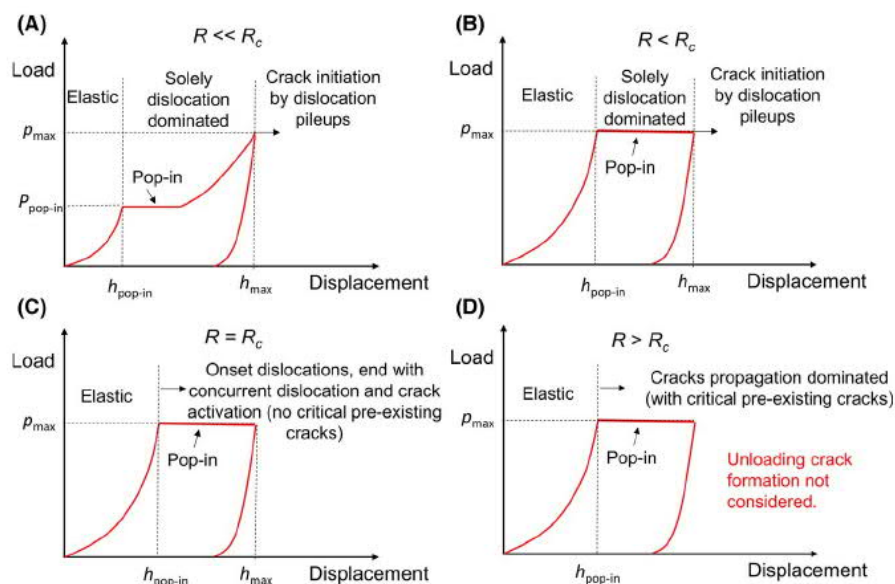 (A)
R << Rc
Load
Elastic
Solely
dislocation
dominated
Crack initiation
by dislocation
pileups
pmax
Pop-in
Ppop-in
hpop-in
hmax
Displacement
(B)
R < Rc
Load
Elastic
Solely
dislocation
dominated
Crack initiation
by dislocation
pileups
pmax
Pop-in
hpop-in
hmax
Displacement
(C)
R = Rc
Load
Elastic
Onset dislocations, end with
concurrent dislocation and crack
activation (no critical pre-existing
cracks)
pmax
Pop-in
hpop-in
hmax
Displacement
(D)
R > Rc
Load
Elastic
Cracks propagation dominated
(with critical pre-existing cracks)
pmax
Pop-in
Unloading crack
formation not
considered.
hpop-in
Displacement